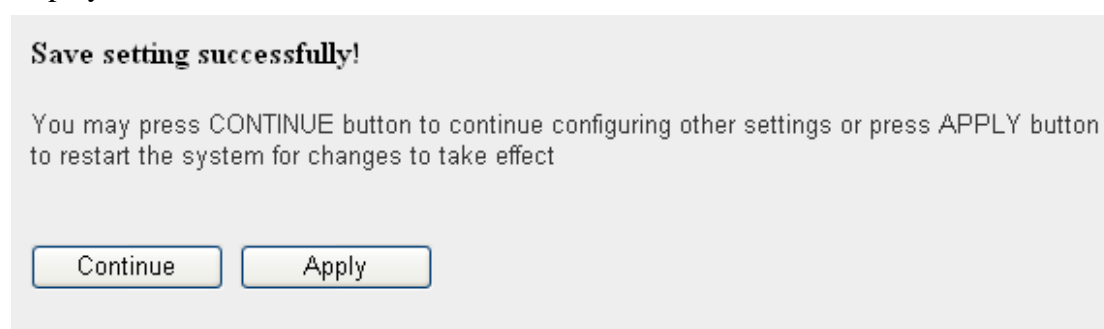 Save setting successfully!
You may press CONTINUE button to continue configuring other settings or press APPLY button
to restart the system for changes to take effect
Continue Apply